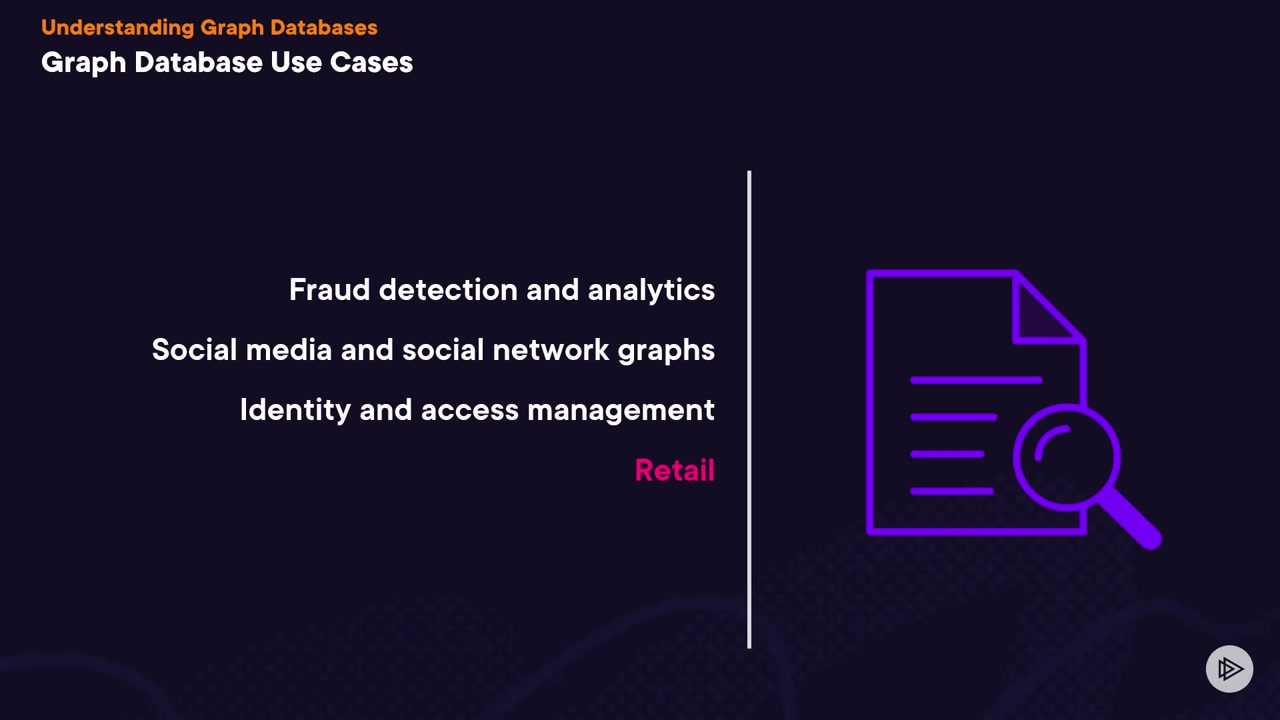 Understanding Graph Databases
Graph Database Use Cases
Fraud detection and analytics
Social media and social network graphs
Identity and access management
Retail